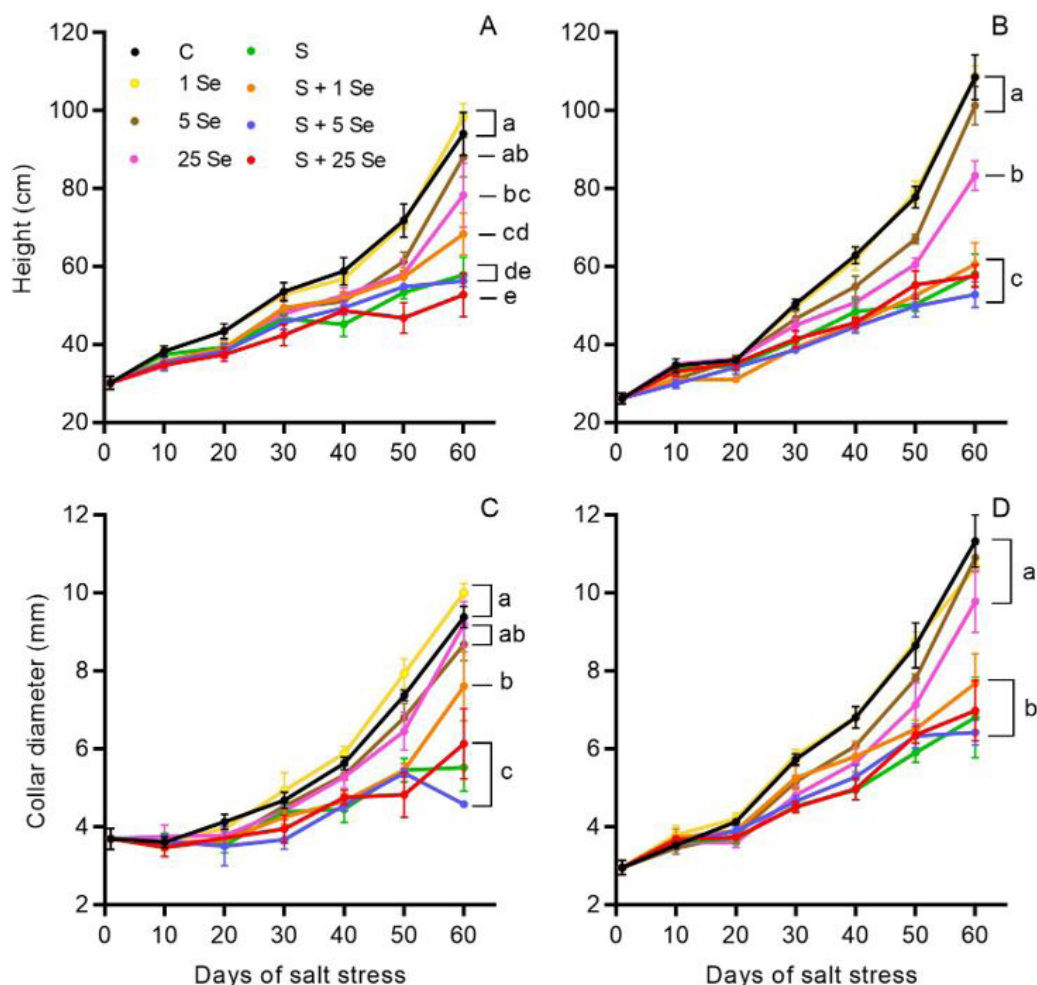 A
B
120
100
80
60
40
20
Height (cm)
C
S
1 Se
S + 1 Se
5 Se
S + 5 Se
25 Se
S + 25 Se
a
ab
bc
cd
de
e
0 10 20 30 40 50 60
120
100
80
60
40
20
a
b
c
0 10 20 30 40 50 60
C
D
12
10
8
6
4
2
Collar diameter (mm)
a
ab
b
c
0 10 20 30 40 50 60
Days of salt stress
12
10
8
6
4
2
a
b
0 10 20 30 40 50 60
Days of salt stress